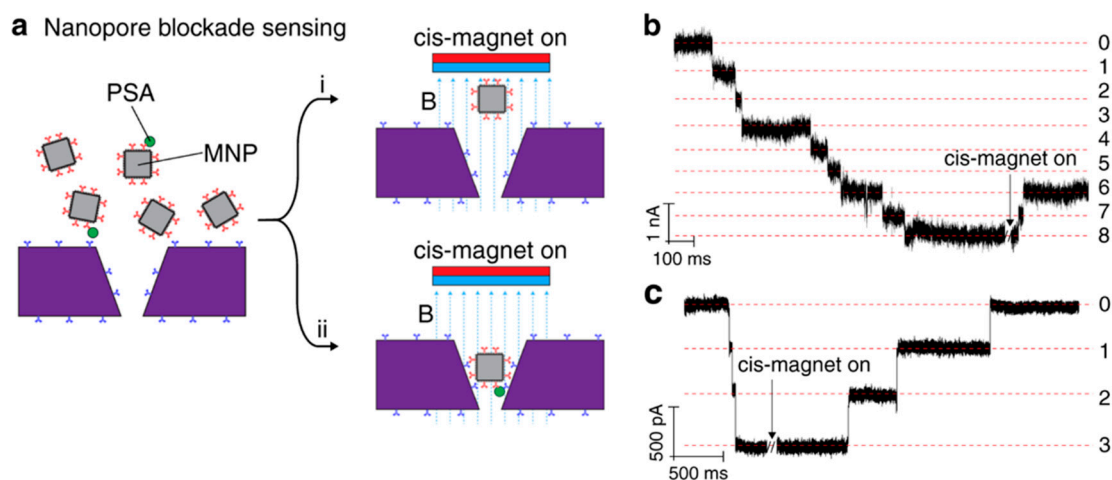 a Nanopore blockade sensing
PSA
MNP
i
ii
cis-magnet on
B
cis-magnet on
B
b
0
1
2
3
4
5
6
7
8
cis-magnet on
1 nA
100 ms
c
0
1
2
3
cis-magnet on
500 pA
500 ms